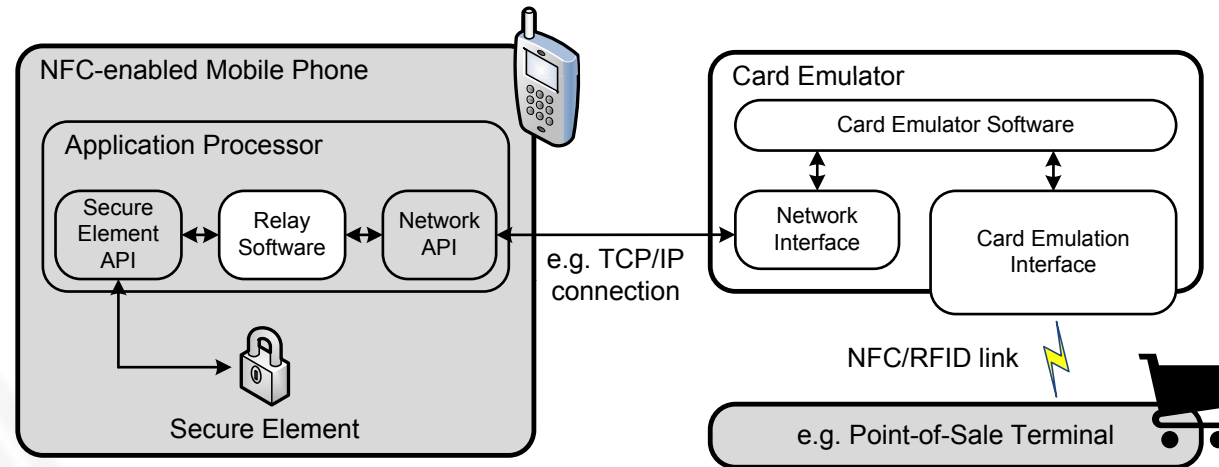 NFC-enabled Mobile Phone
Application Processor
Secure
Element
API
Relay
Software
Network
API
Secure Element
e.g. TCP/IP
connection
Card Emulator
Card Emulator Software
Network
Interface
Card Emulation
Interface
NFC/RFID link
e.g. Point-of-Sale Terminal